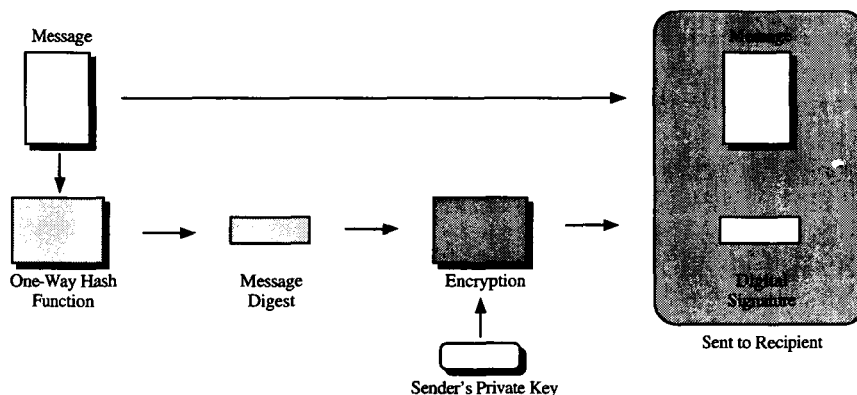 Message
Message
One-Way Hash
Function
Message
Digest
Encryption
Digital
Signature
Sender's Private Key
Sent to Recipient